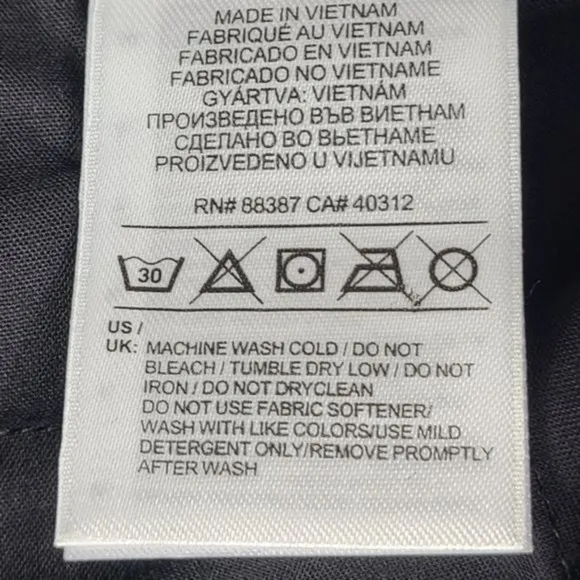 MADE IN VIETNAM
FABRIQUÉ AU VIETNAM
FABRICADO EN VIETNAM
FABRICADO NO VIETNAME
GYÁRTVA: VIETNÁM
ПРОИЗВЕДЕНО ВЪВ ВИЕТНАМ
СДЕЛАНО ВО ВЬЕТНАМЕ
PROIZVEDENO U VIJETNAMU
RN# 88387 CA# 40312
30
US /
UK: MACHINE WASH COLD / DO NOT
BLEACH / TUMBLE DRY LOW / DO NOT
IRON / DO NOT DRYCLEAN
DO NOT USE FABRIC SOFTENER/
WASH WITH LIKE COLORS/USE MILD
DETERGENT ONLY/REMOVE PROMPTLY
AFTER WASH